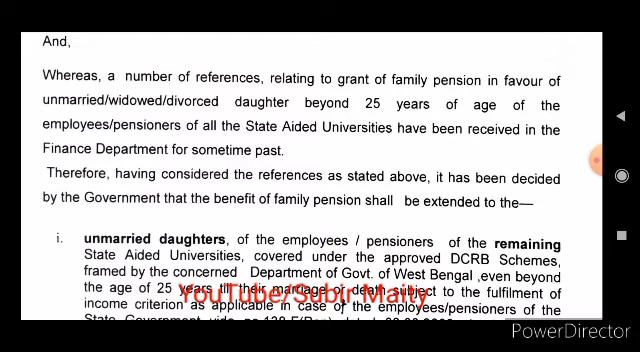 And,
Whereas, a number of references, relating to grant of family pension in favour of
unmarried/widowed/divorced daughter beyond 25 years of age of the
employees/pensioners of all the State Aided Universities have been received in the
Finance Department for sometime past.
Therefore, having considered the references as stated above, it has been decided
by the Government that the benefit of family pension shall be extended to the—
i. unmarried daughters, of the employees / pensioners of the remaining
State Aided Universities, covered under the approved DCRB Schemes,
framed by the concerned Department of Govt. of West Bengal ,even beyond
the age of 25 years till their marriage or death subject to the fulfilment of
income criterion as applicable in case of the employees/pensioners of the
State Government vide no
YouTube/Subir Maity
PowerDirector